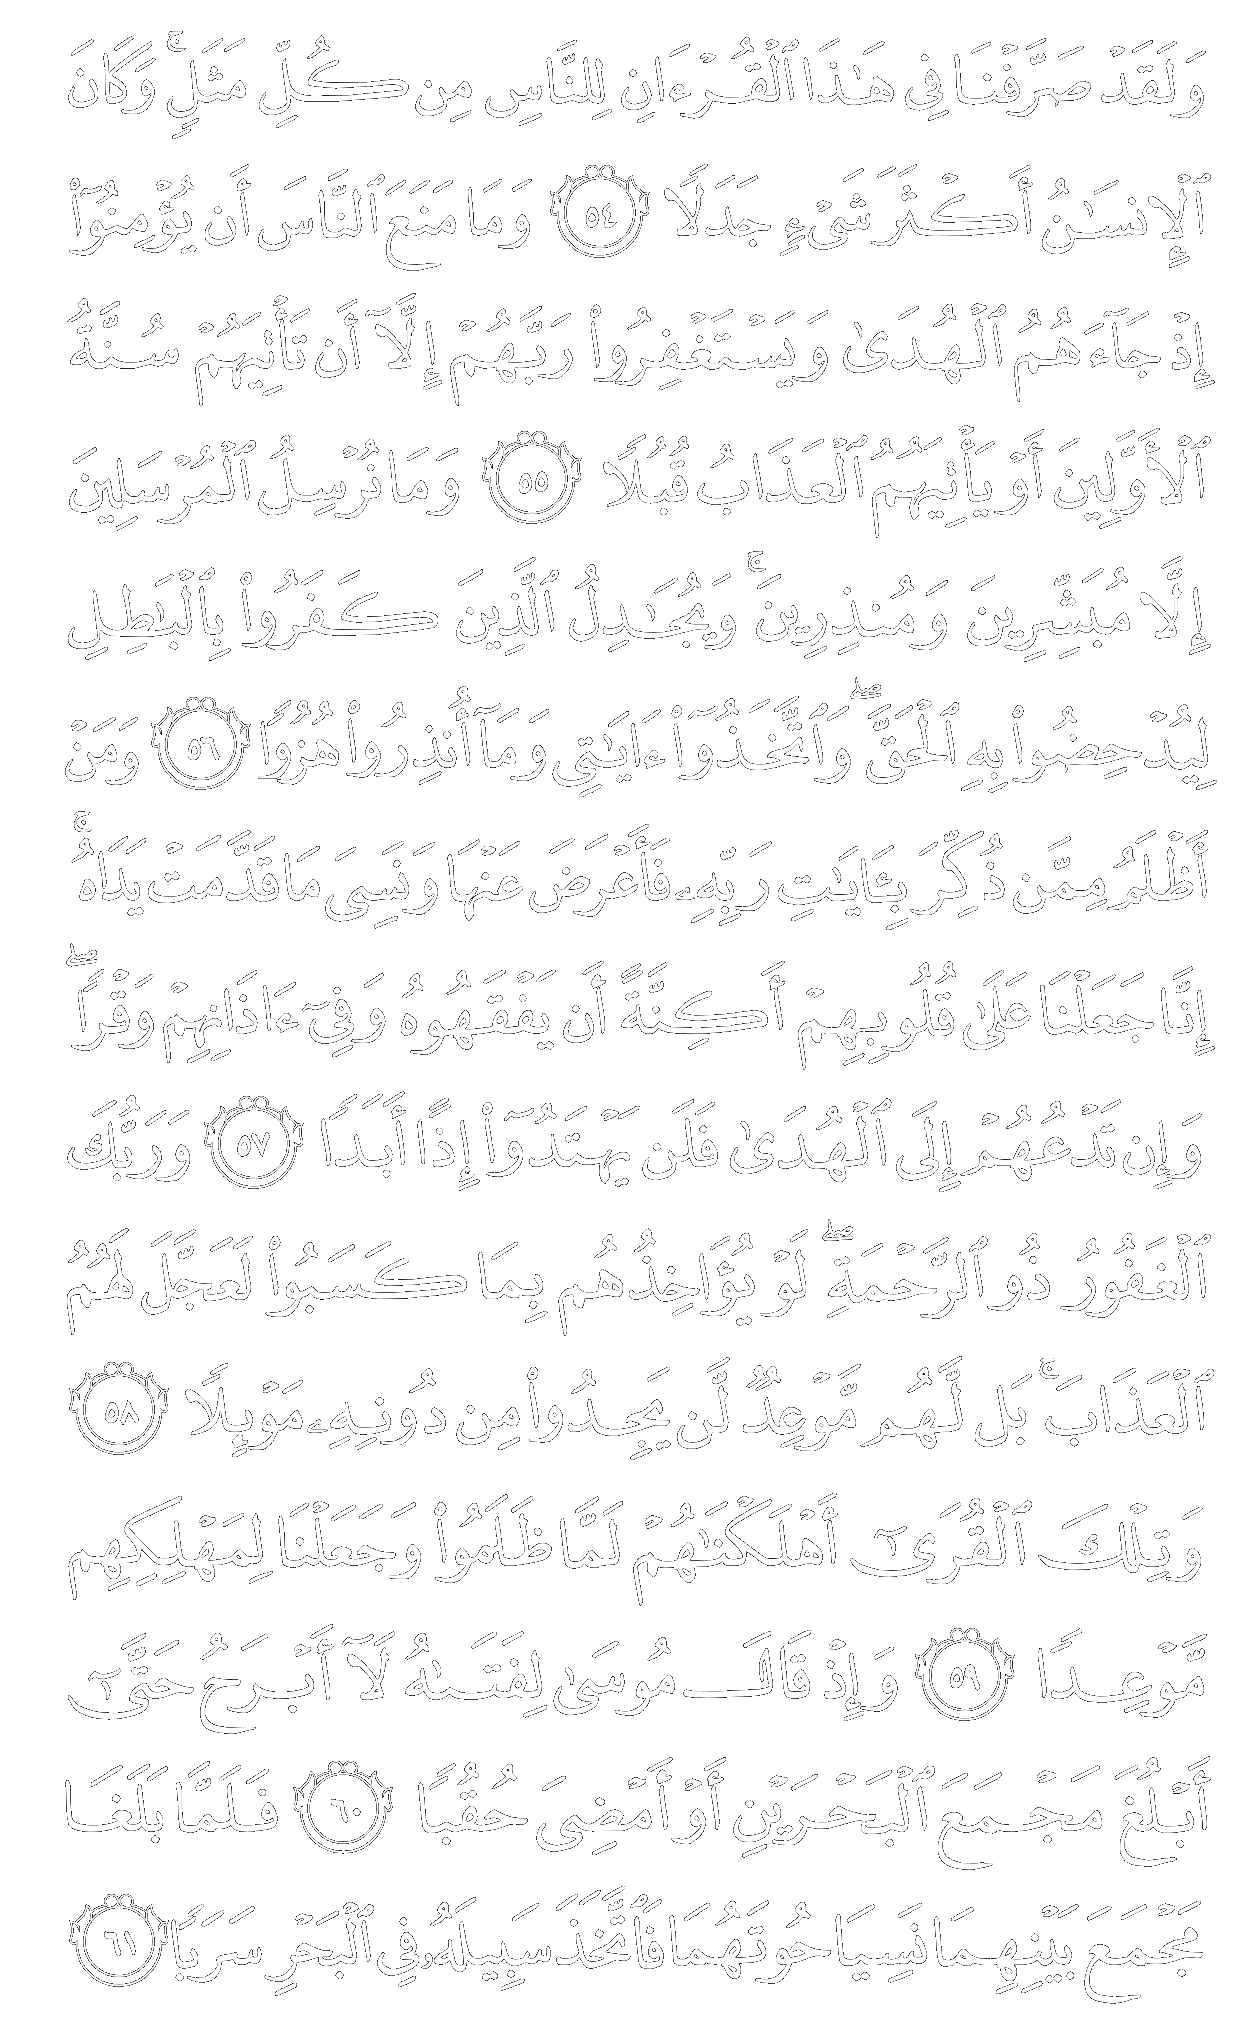 وَلَقَدْ صَرَّفْنَا فِى هَـٰذَا ٱلْقُرْءَانِ لِلنَّاسِ مِن كُلِّ مَثَلٍۚ وَكَانَ
ٱلْإِنسَـٰنُ أَكْثَرَ شَىْءٍ جَدَلًا ٥٤ وَمَا مَنَعَ ٱلنَّاسَ أَن يُؤْمِنُوٓا۟
إِذْ جَآءَهُمُ ٱلْهُدَىٰ وَيَسْتَغْفِرُوا۟ رَبَّهُمْ إِلَّآ أَن تَأْتِيَهُمْ سُنَّةُ
ٱلْأَوَّلِينَ أَوْ يَأْتِيَهُمُ ٱلْعَذَابُ قُبُلًا ٥٥ وَمَا نُرْسِلُ ٱلْمُرْسَلِينَ
إِلَّا مُبَشِّرِينَ وَمُنذِرِينَۚ وَيُجَـٰدِلُ ٱلَّذِينَ كَفَرُوا۟ بِٱلْبَـٰطِلِ
لِيُدْحِضُوا۟ بِهِ ٱلْحَقَّۖ وَٱتَّخَذُوٓا۟ ءَايَـٰتِى وَمَآ أُنذِرُوا۟ هُزُوًا ٥٦ وَمَنْ
أَظْلَمُ مِمَّن ذُكِّرَ بِـَٔايَـٰتِ رَبِّهِۦ فَأَعْرَضَ عَنْهَا وَنَسِىَ مَا قَدَّمَتْ يَدَاهُۚ
إِنَّا جَعَلْنَا عَلَىٰ قُلُوبِهِمْ أَكِنَّةً أَن يَفْقَهُوهُ وَفِىٓ ءَاذَانِهِمْ وَقْرًاۖ
وَإِن تَدْعُهُمْ إِلَى ٱلْهُدَىٰ فَلَن يَهْتَدُوٓا۟ إِذًا أَبَدًا ٥٧ وَرَبُّكَ
ٱلْغَفُورُ ذُو ٱلرَّحْمَةِۖ لَوْ يُؤَاخِذُهُم بِمَا كَسَبُوا۟ لَعَجَّلَ لَهُمُ
ٱلْعَذَابَۚ بَل لَّهُم مَّوْعِدٌ لَّن يَجِدُوا۟ مِن دُونِهِۦ مَوْئِلًا ٥٨
وَتِلْكَ ٱلْقُرَىٰٓ أَهْلَكْنَـٰهُمْ لَمَّا ظَلَمُوا۟ وَجَعَلْنَا لِمَهْلِكِهِم
مَّوْعِدًا ٥٩ وَإِذْ قَالَ مُوسَىٰ لِفَتَىٰهُ لَآ أَبْرَحُ حَتَّىٰٓ
أَبْلُغَ مَجْمَعَ ٱلْبَحْرَيْنِ أَوْ أَمْضِىَ حُقُبًا ٦٠ فَلَمَّا بَلَغَا
مَجْمَعَ بَيْنِهِمَا نَسِيَا حُوتَهُمَا فَٱتَّخَذَ سَبِيلَهُۥ فِى ٱلْبَحْرِ سَرَبًا ٦١